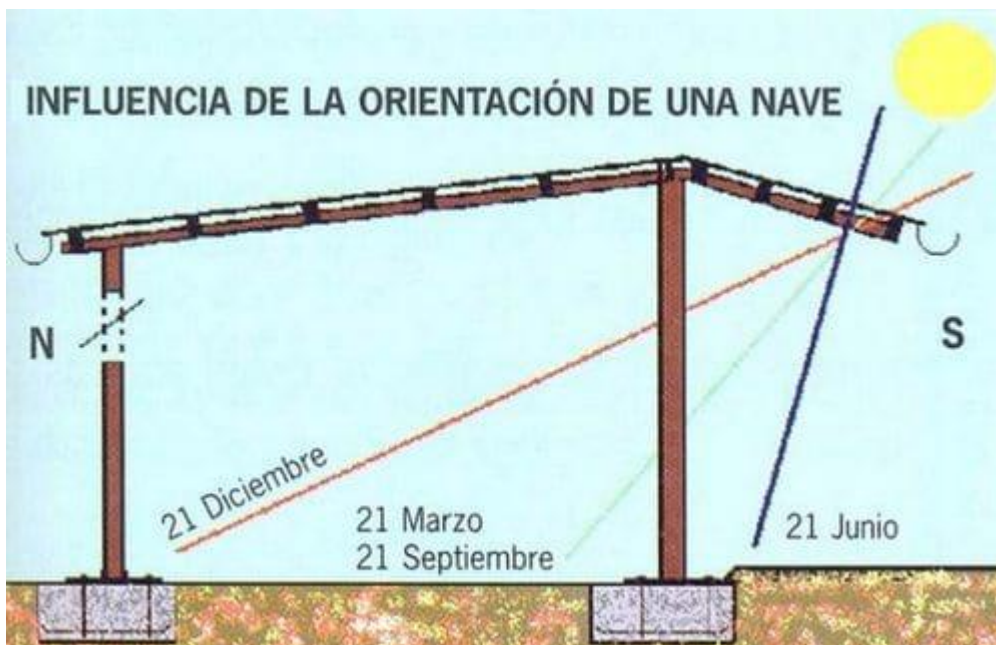 INFLUENCIA DE LA ORIENTACIÓN DE UNA NAVE
N
S
21 Diciembre
21 Marzo
21 Septiembre
21 Junio